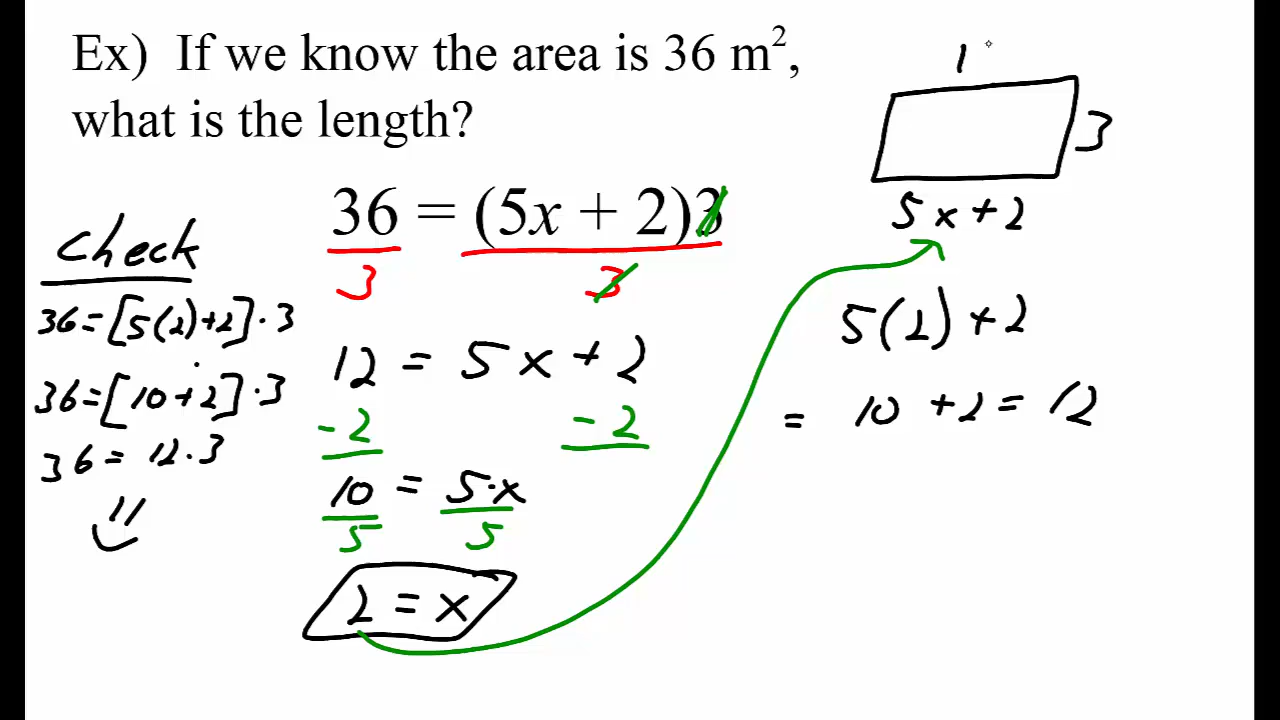 Ex) If we know the area is 36 m²,
what is the length?
1
3
5x+2
36 = (5x + 2)3
3 3
12 = 5x + 2
-2 -2
10 = 5·x
5 5
2 = x
Check
36=[5(2)+2]·3
36=[10+2]·3
36= 12·3
5(2)+2
= 10 +2 = 12